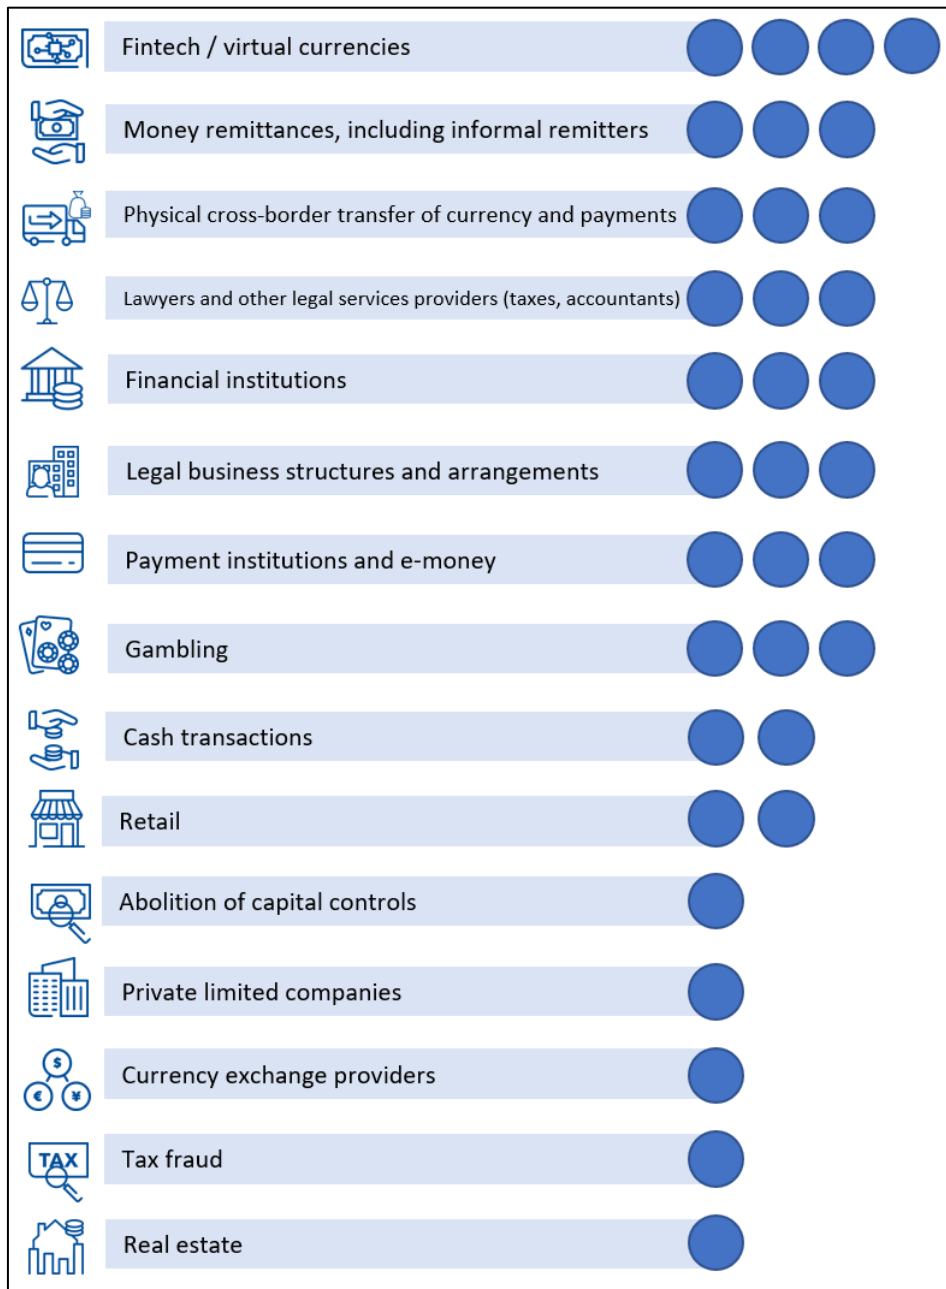 Fintech / virtual currencies
Money remittances, including informal remitters
Physical cross-border transfer of currency and payments
Lawyers and other legal services providers (taxes, accountants)
Financial institutions
Legal business structures and arrangements
Payment institutions and e-money
Gambling
Cash transactions
Retail
Abolition of capital controls
Private limited companies
$
€ ¥
Currency exchange providers
TAX
Tax fraud
Real estate